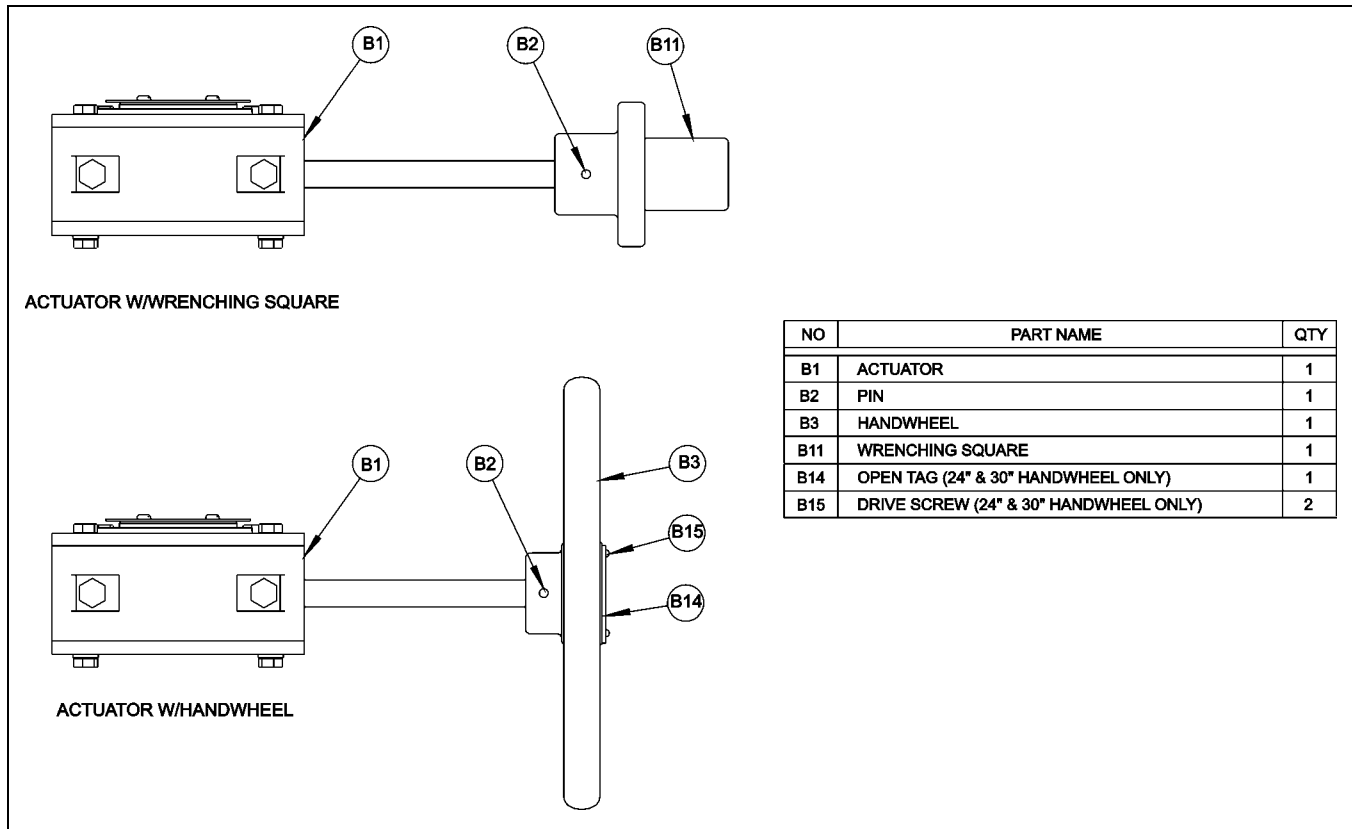 B1
B2
B11
ACTUATOR W/WRENCHING SQUARE
NO PART NAME QTY
B1 ACTUATOR 1
B2 PIN 1
B3 HANDWHEEL 1
B11 WRENCHING SQUARE 1
B14 OPEN TAG (24" & 30" HANDWHEEL ONLY) 1
B15 DRIVE SCREW (24" & 30" HANDWHEEL ONLY) 2
B1
B2
B3
B15
B14
ACTUATOR W/HANDWHEEL